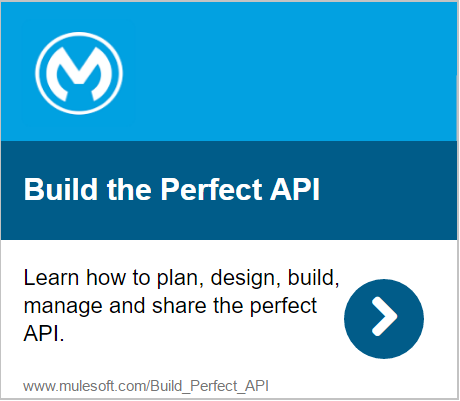 Build the Perfect API
Learn how to plan, design, build,
manage and share the perfect
API.
www.mulesoft.com/Build_Perfect_API